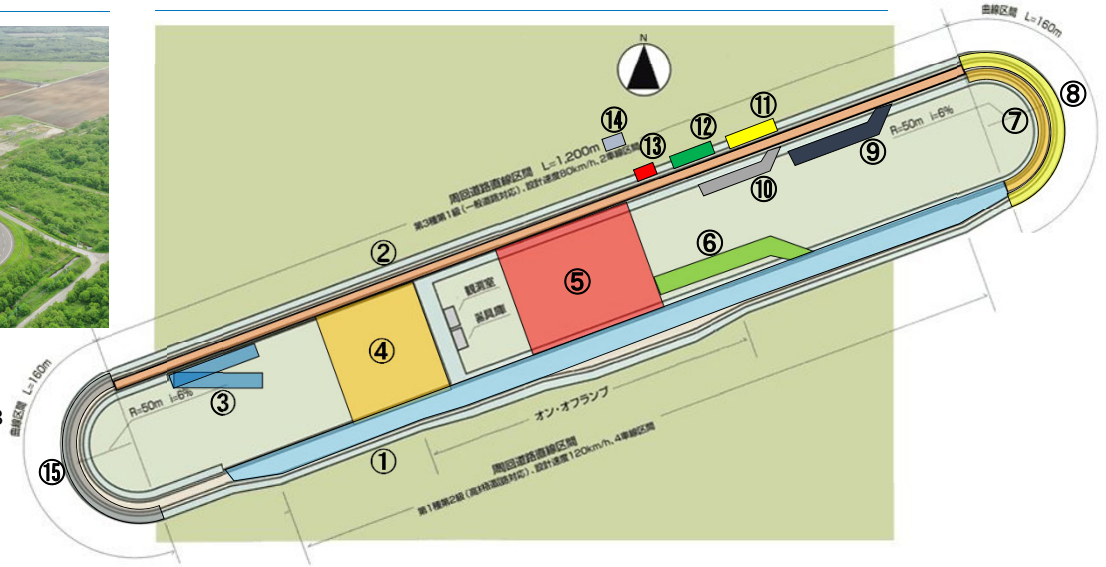 曲線区間 L=160m
N
⑧
⑪
⑭
⑫
⑦
R=50m i=6%
⑬
⑨
周回道路直線区間 L=1,200m
第3種第1級(一般道路対応)、設計速度80km/h、2車線区間
⑩
②
⑥
⑤
観測室
器具庫
④
曲線区間 L=160m
R=50m i=6%
③
オン・オフランプ
①
⑮
周回道路直線区間
第1種第2級(高規格道路対応)、設計速度120km/h、4車線区間